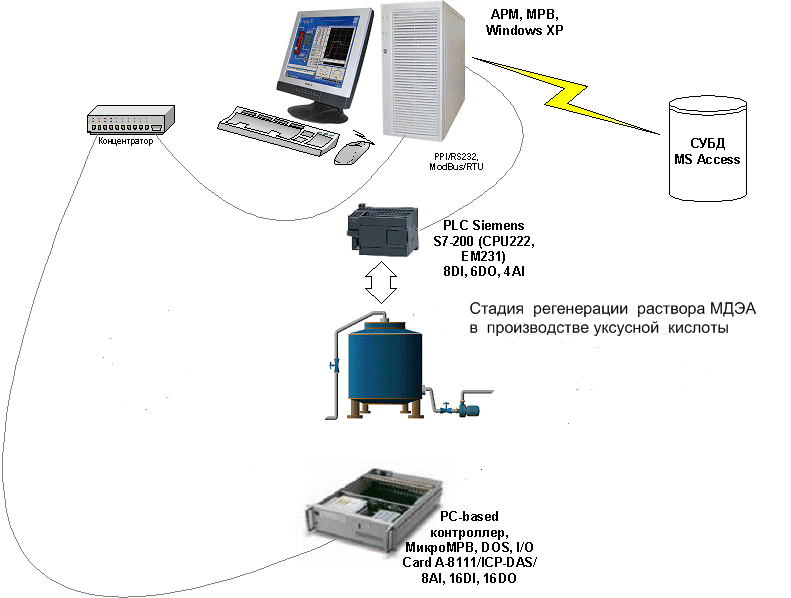 АРМ, МРВ,
Windows XP
Концентратор
PPI/RS232,
ModBus/RTU
СУБД
MS Access
PLC Siemens
S7-200 (CPU222,
EM231)
8DI, 6DO, 4AI
Стадия регенерации раствора МДЭА
в производстве уксусной кислоты
PC-based
контроллер,
МикроМРВ, DOS, I/O
Card A-8111/ICP-DAS/
8AI, 16DI, 16DO